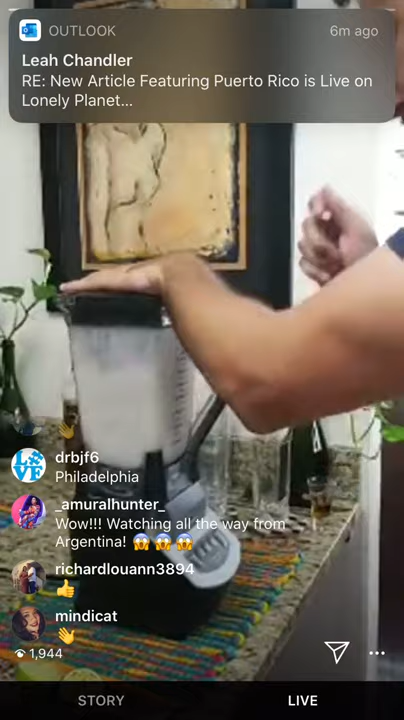 OUTLOOK 6m ago
Leah Chandler
RE: New Article Featuring Puerto Rico is Live on
Lonely Planet...
👋
drbjf6
Philadelphia
_amuralhunter_
Wow!!! Watching all the way from
Argentina! 😱😱😱
richardlouann3894
👍
mindicat
👋
1,944
STORY LIVE